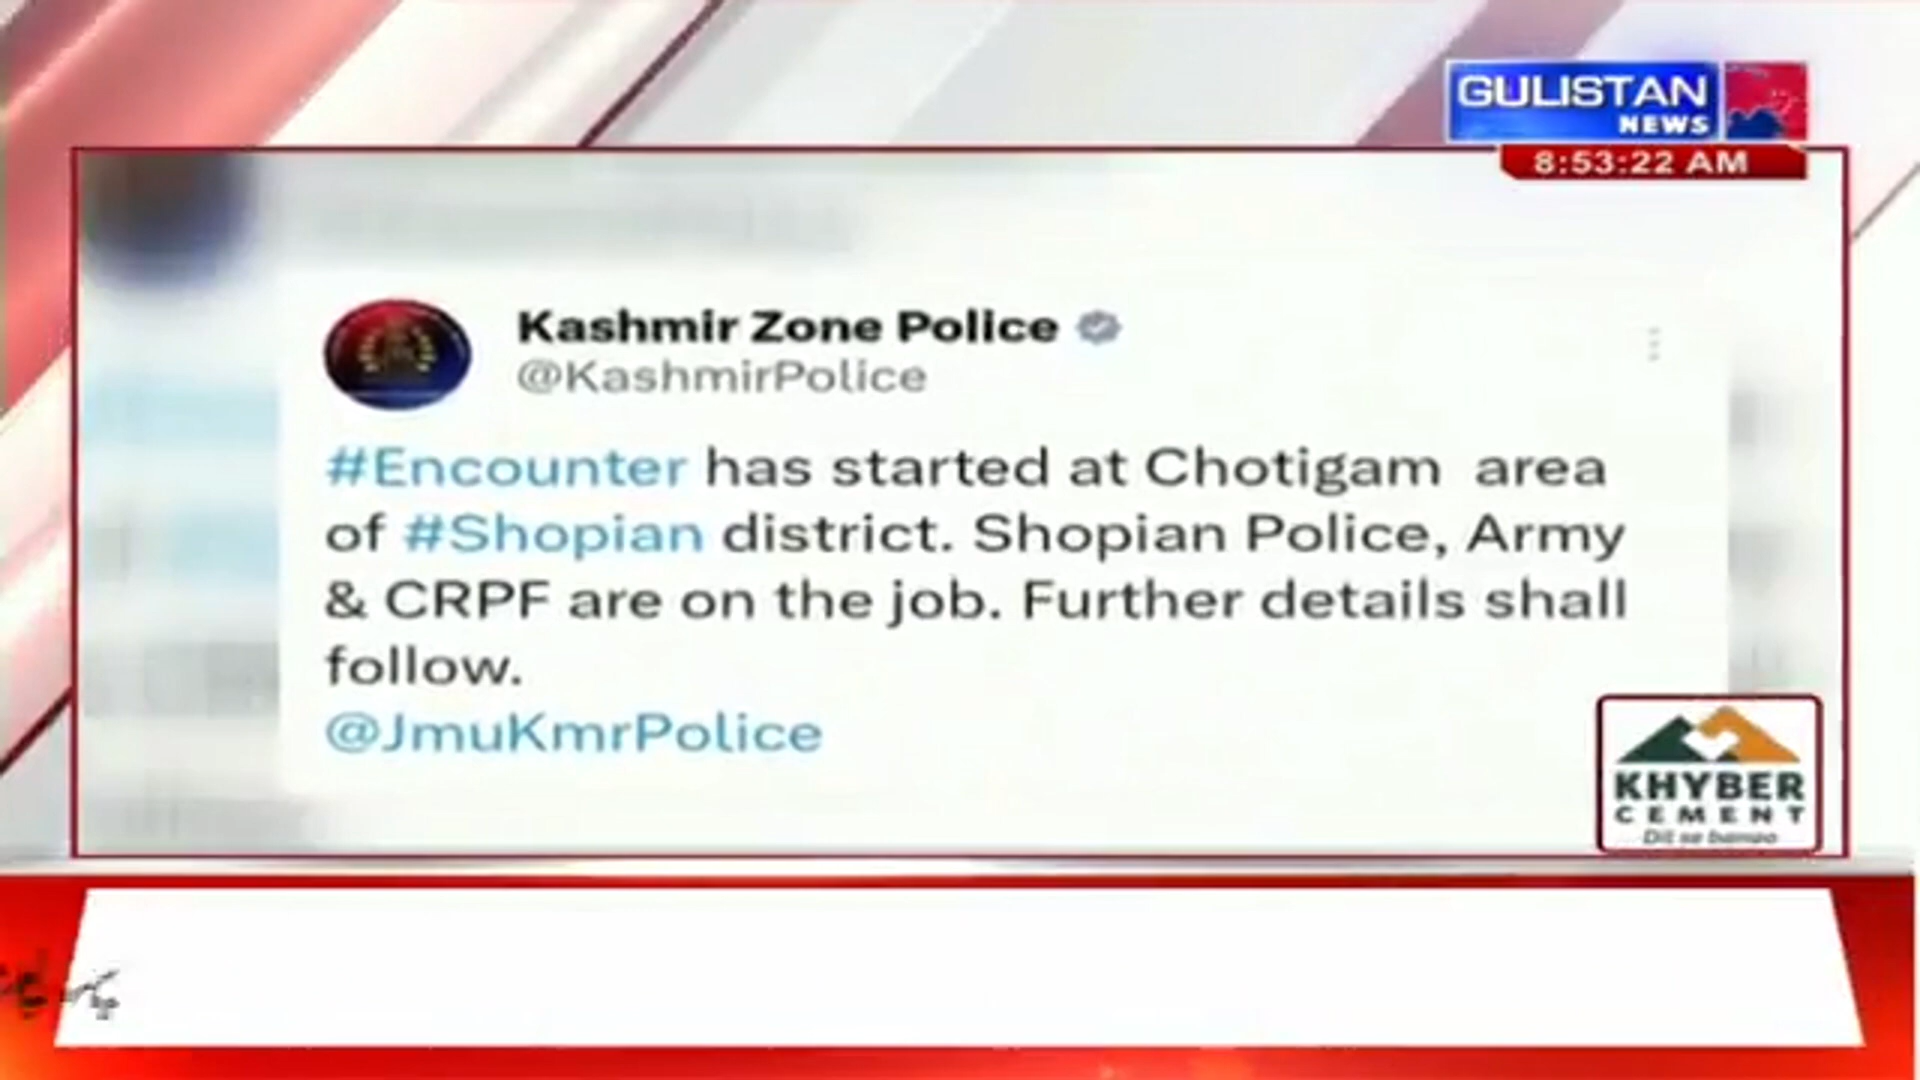 GULISTAN
NEWS
8:53:22 AM
Kashmir Zone Police
@KashmirPolice
#Encounter has started at Chotigam area
of #Shopian district. Shopian Police, Army
& CRPF are on the job. Further details shall
follow.
@JmuKmrPolice
KHYBER
CEMENT
Dil se banao